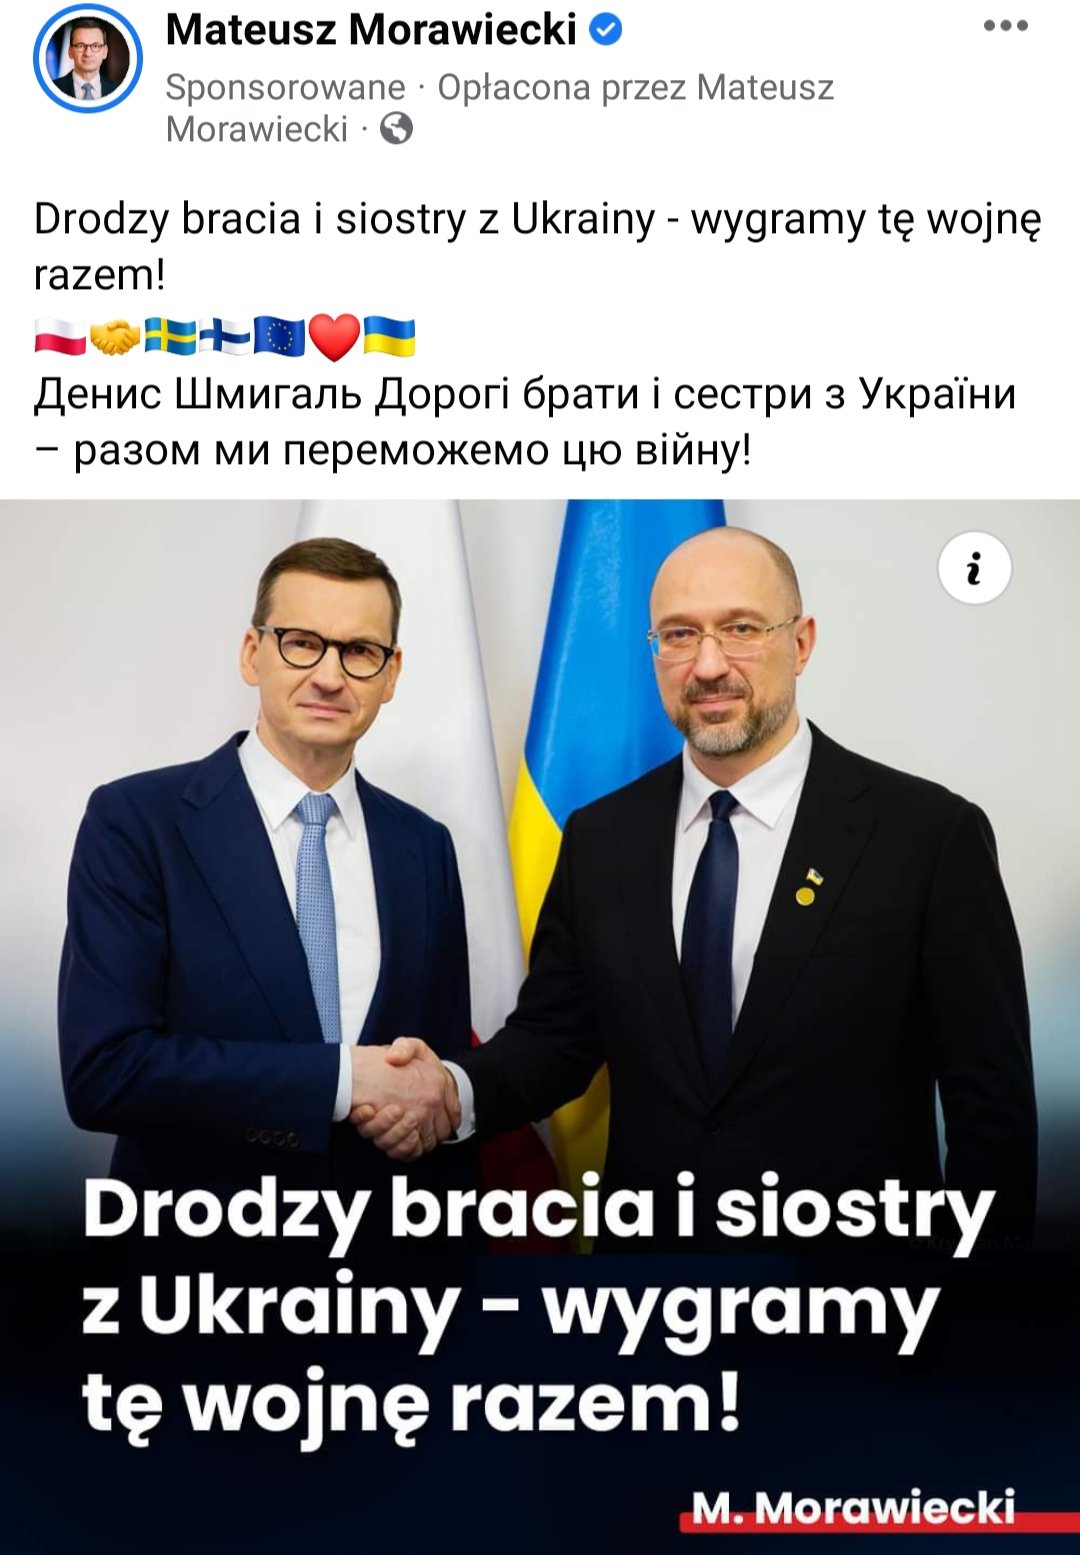 Mateusz Morawiecki
Sponsorowane · Opłacona przez Mateusz
Morawiecki ·
Drodzy bracia i siostry z Ukrainy - wygramy tę wojnę
razem!
🇵🇱🤝🇸🇪🇫🇮🇪🇺❤️🇺🇦
Денис Шмигаль Дорогі брати і сестри з України
– разом ми переможемо цю війну!
Drodzy bracia i siostry
z Ukrainy – wygramy
tę wojnę razem!
M. Morawiecki